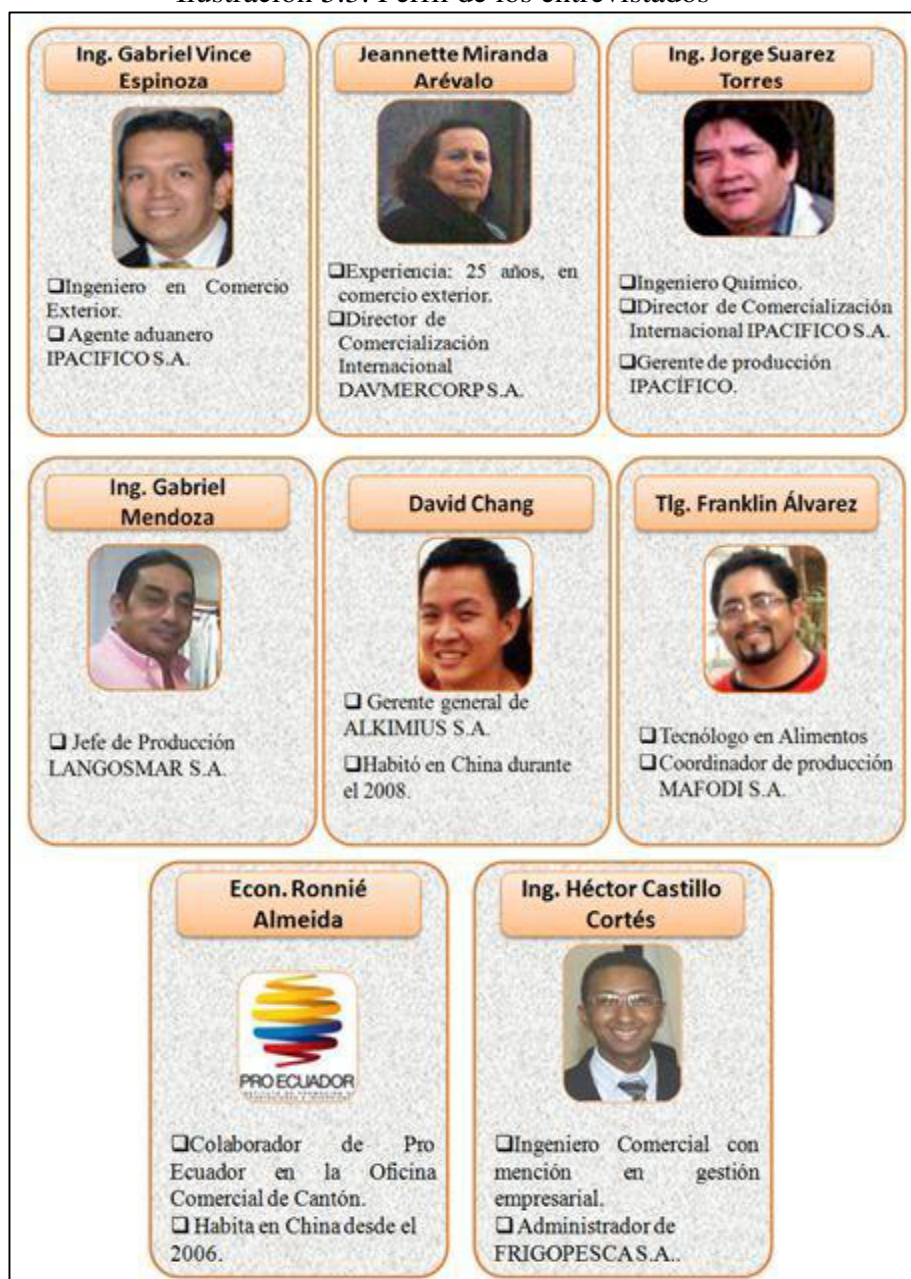 Ilustración 3.3: Perfil de los entrevistados
Ing. Gabriel Vince
Espinoza
❑Ingeniero en Comercio
Exterior.
❑ Agente aduanero
IPACIFICO S.A.
Jeannette Miranda
Arévalo
❑Experiencia: 25 años, en
comercio exterior.
❑Director de
Comercialización
Internacional
DAVMERCORP S.A.
Ing. Jorge Suarez
Torres
❑Ingeniero Químico.
❑Director de Comercialización
Internacional IPACIFICO S.A.
❑Gerente de producción
IPACÍFICO.
Ing. Gabriel
Mendoza
❑ Jefe de Producción
LANGOSMAR S.A.
David Chang
❑ Gerente general de
ALKIMIUS S.A.
❑Habitó en China durante
el 2008.
Tlg. Franklin Álvarez
❑Tecnólogo en Alimentos
❑Coordinador de producción
MAFODI S.A.
Econ. Ronnié
Almeida
PRO ECUADOR
❑Colaborador de Pro
Ecuador en la Oficina
Comercial de Cantón.
❑ Habita en China desde el
2006.
Ing. Héctor Castillo
Cortés
❑Ingeniero Comercial con
mención en gestión
empresarial.
❑Administrador de
FRIGOPESCA S.A..